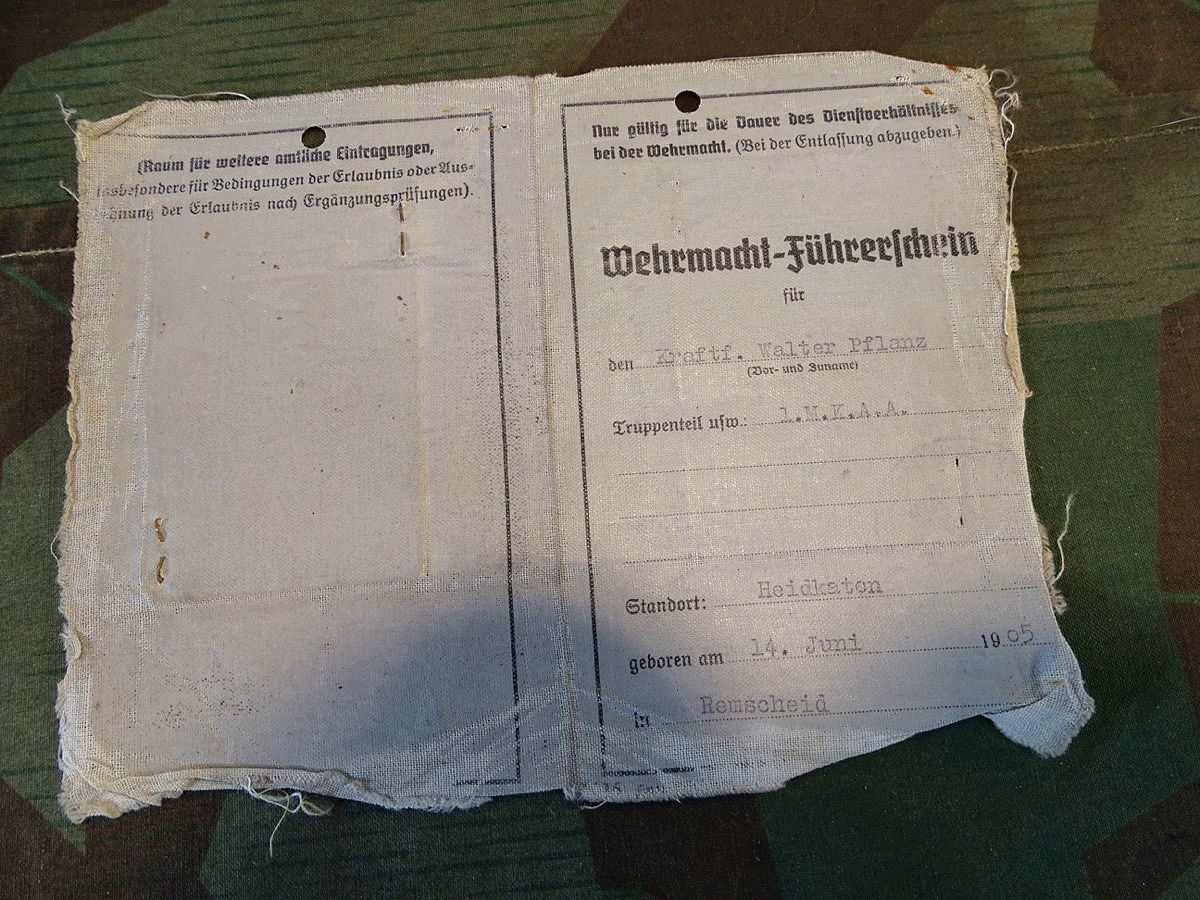 (Raum für weitere amtliche Eintragungen,
insbesondere für Bedingungen der Erlaubnis oder Aus-
dehnung der Erlaubnis nach Ergänzungsprüfungen).
Nur gültig für die Dauer des Dienstverhältnisses
bei der Wehrmacht. (Bei der Entlassung abzugeben.)
Wehrmacht-Führerschein
für
den Kraftf. Walter Pflanz
(Vor- und Zuname)
Truppenteil usw.: 1.M.K.A.A.
Standort: Heidkaten
geboren am 14. Juni 1905
in Remscheid